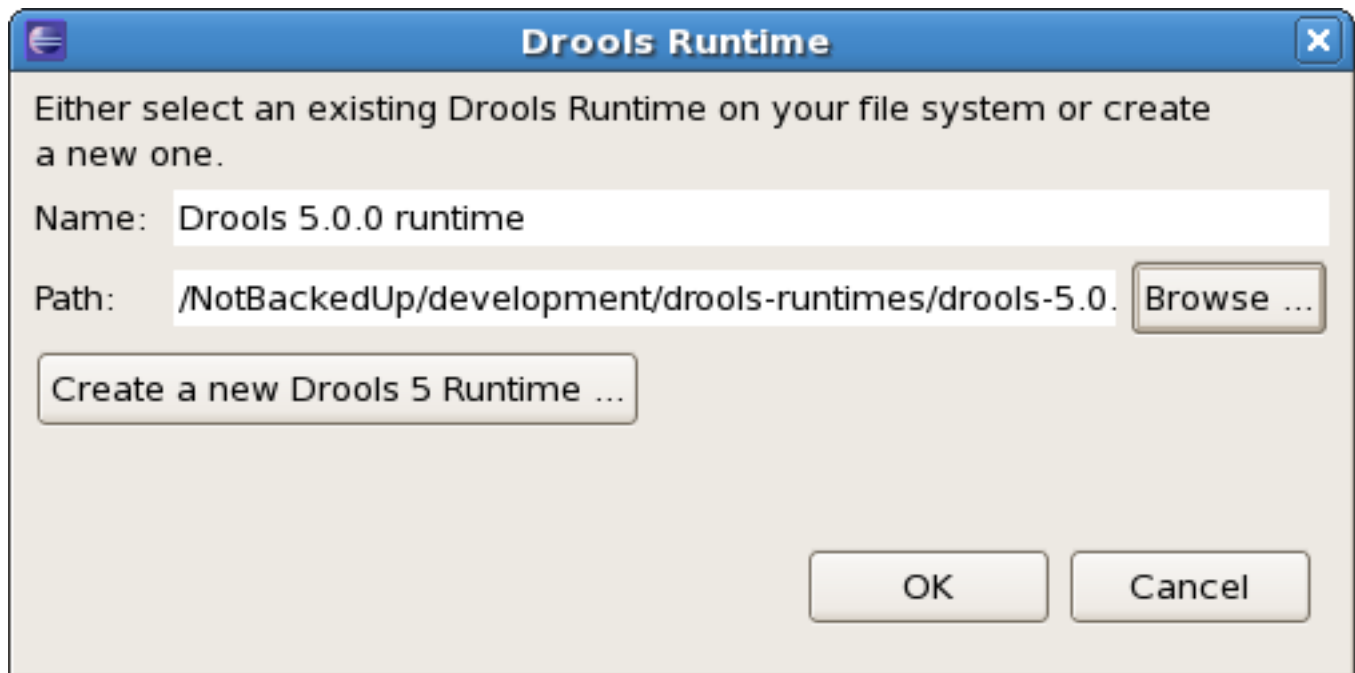 Drools Runtime
Either select an existing Drools Runtime on your file system or create
a new one.
Name: Drools 5.0.0 runtime
Path: /NotBackedUp/development/drools-runtimes/drools-5.0. Browse ...
Create a new Drools 5 Runtime ...
OK Cancel